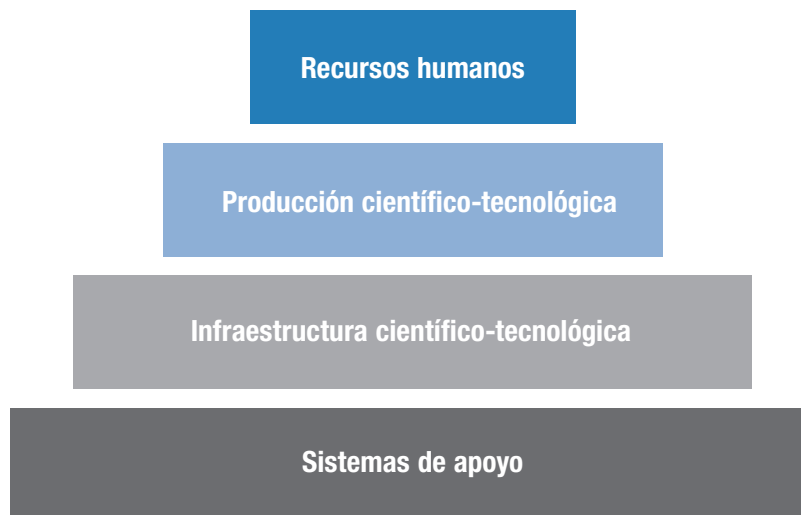 Recursos humanos
Producción científico-tecnológica
Infraestructura científico-tecnológica
Sistemas de apoyo